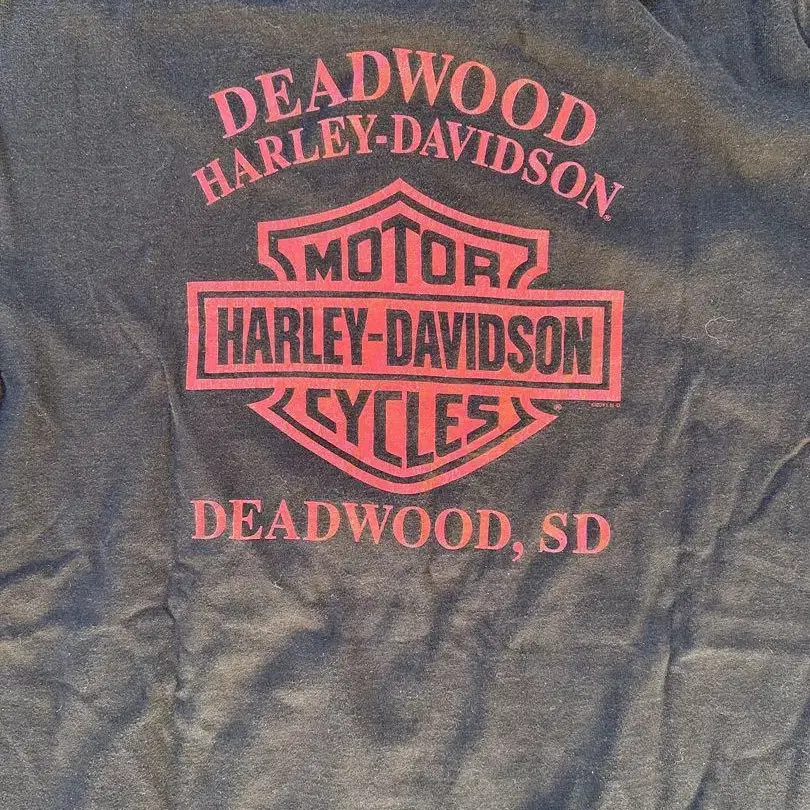 DEADWOOD
HARLEY-DAVIDSON®
MOTOR
HARLEY-DAVIDSON
CYCLES®
DEADWOOD, SD